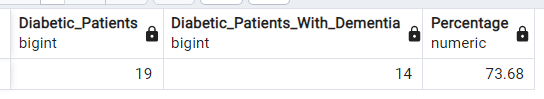 Diabetic_Patients Diabetic_Patients_With_Dementia Percentage
bigint bigint numeric
19 14 73.68